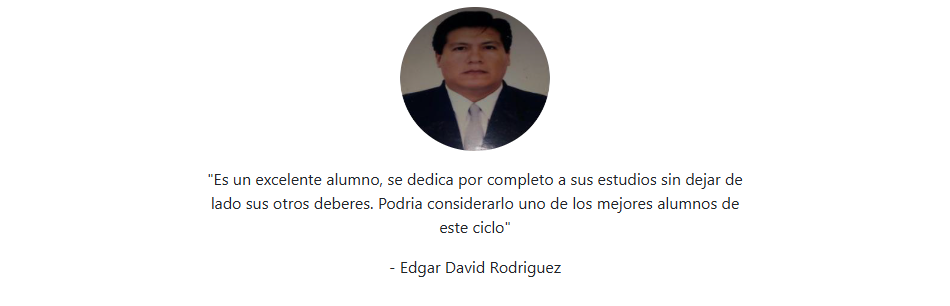 "Es un excelente alumno, se dedica por completo a sus estudios sin dejar de
lado sus otros deberes. Podria considerarlo uno de los mejores alumnos de
este ciclo"
- Edgar David Rodriguez